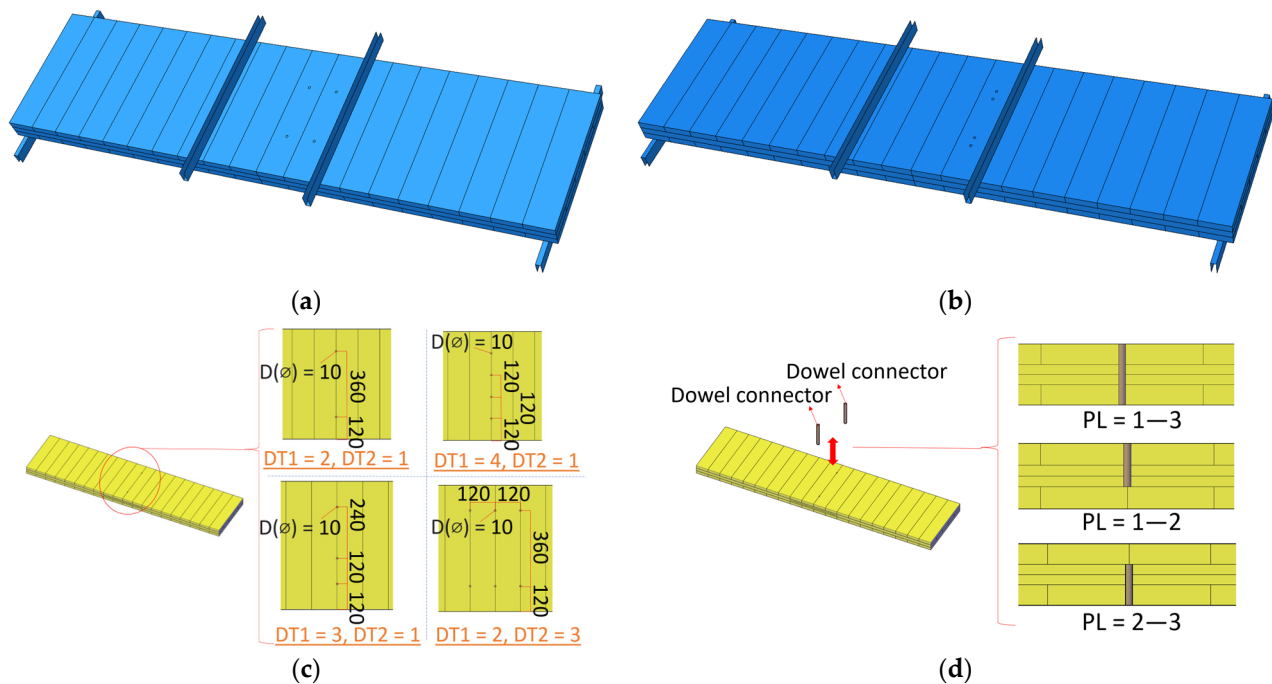 (a)
(b)
D(∅) = 10
360
120
DT1 = 2, DT2 = 1
D(∅) = 10
120
120
120
DT1 = 4, DT2 = 1
D(∅) = 10
240
120
120
DT1 = 3, DT2 = 1
120 120
D(∅) = 10
360
120
DT1 = 2, DT2 = 3
(c)
Dowel connector
Dowel connector
PL = 1—3
PL = 1—2
PL = 2—3
(d)